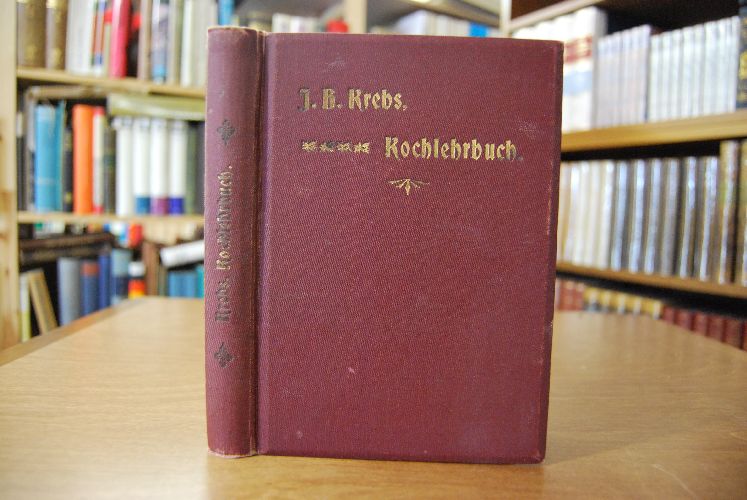 J. B. Krebs,
Kochlehrbuch.
Krebs, Kochlehrbuch.